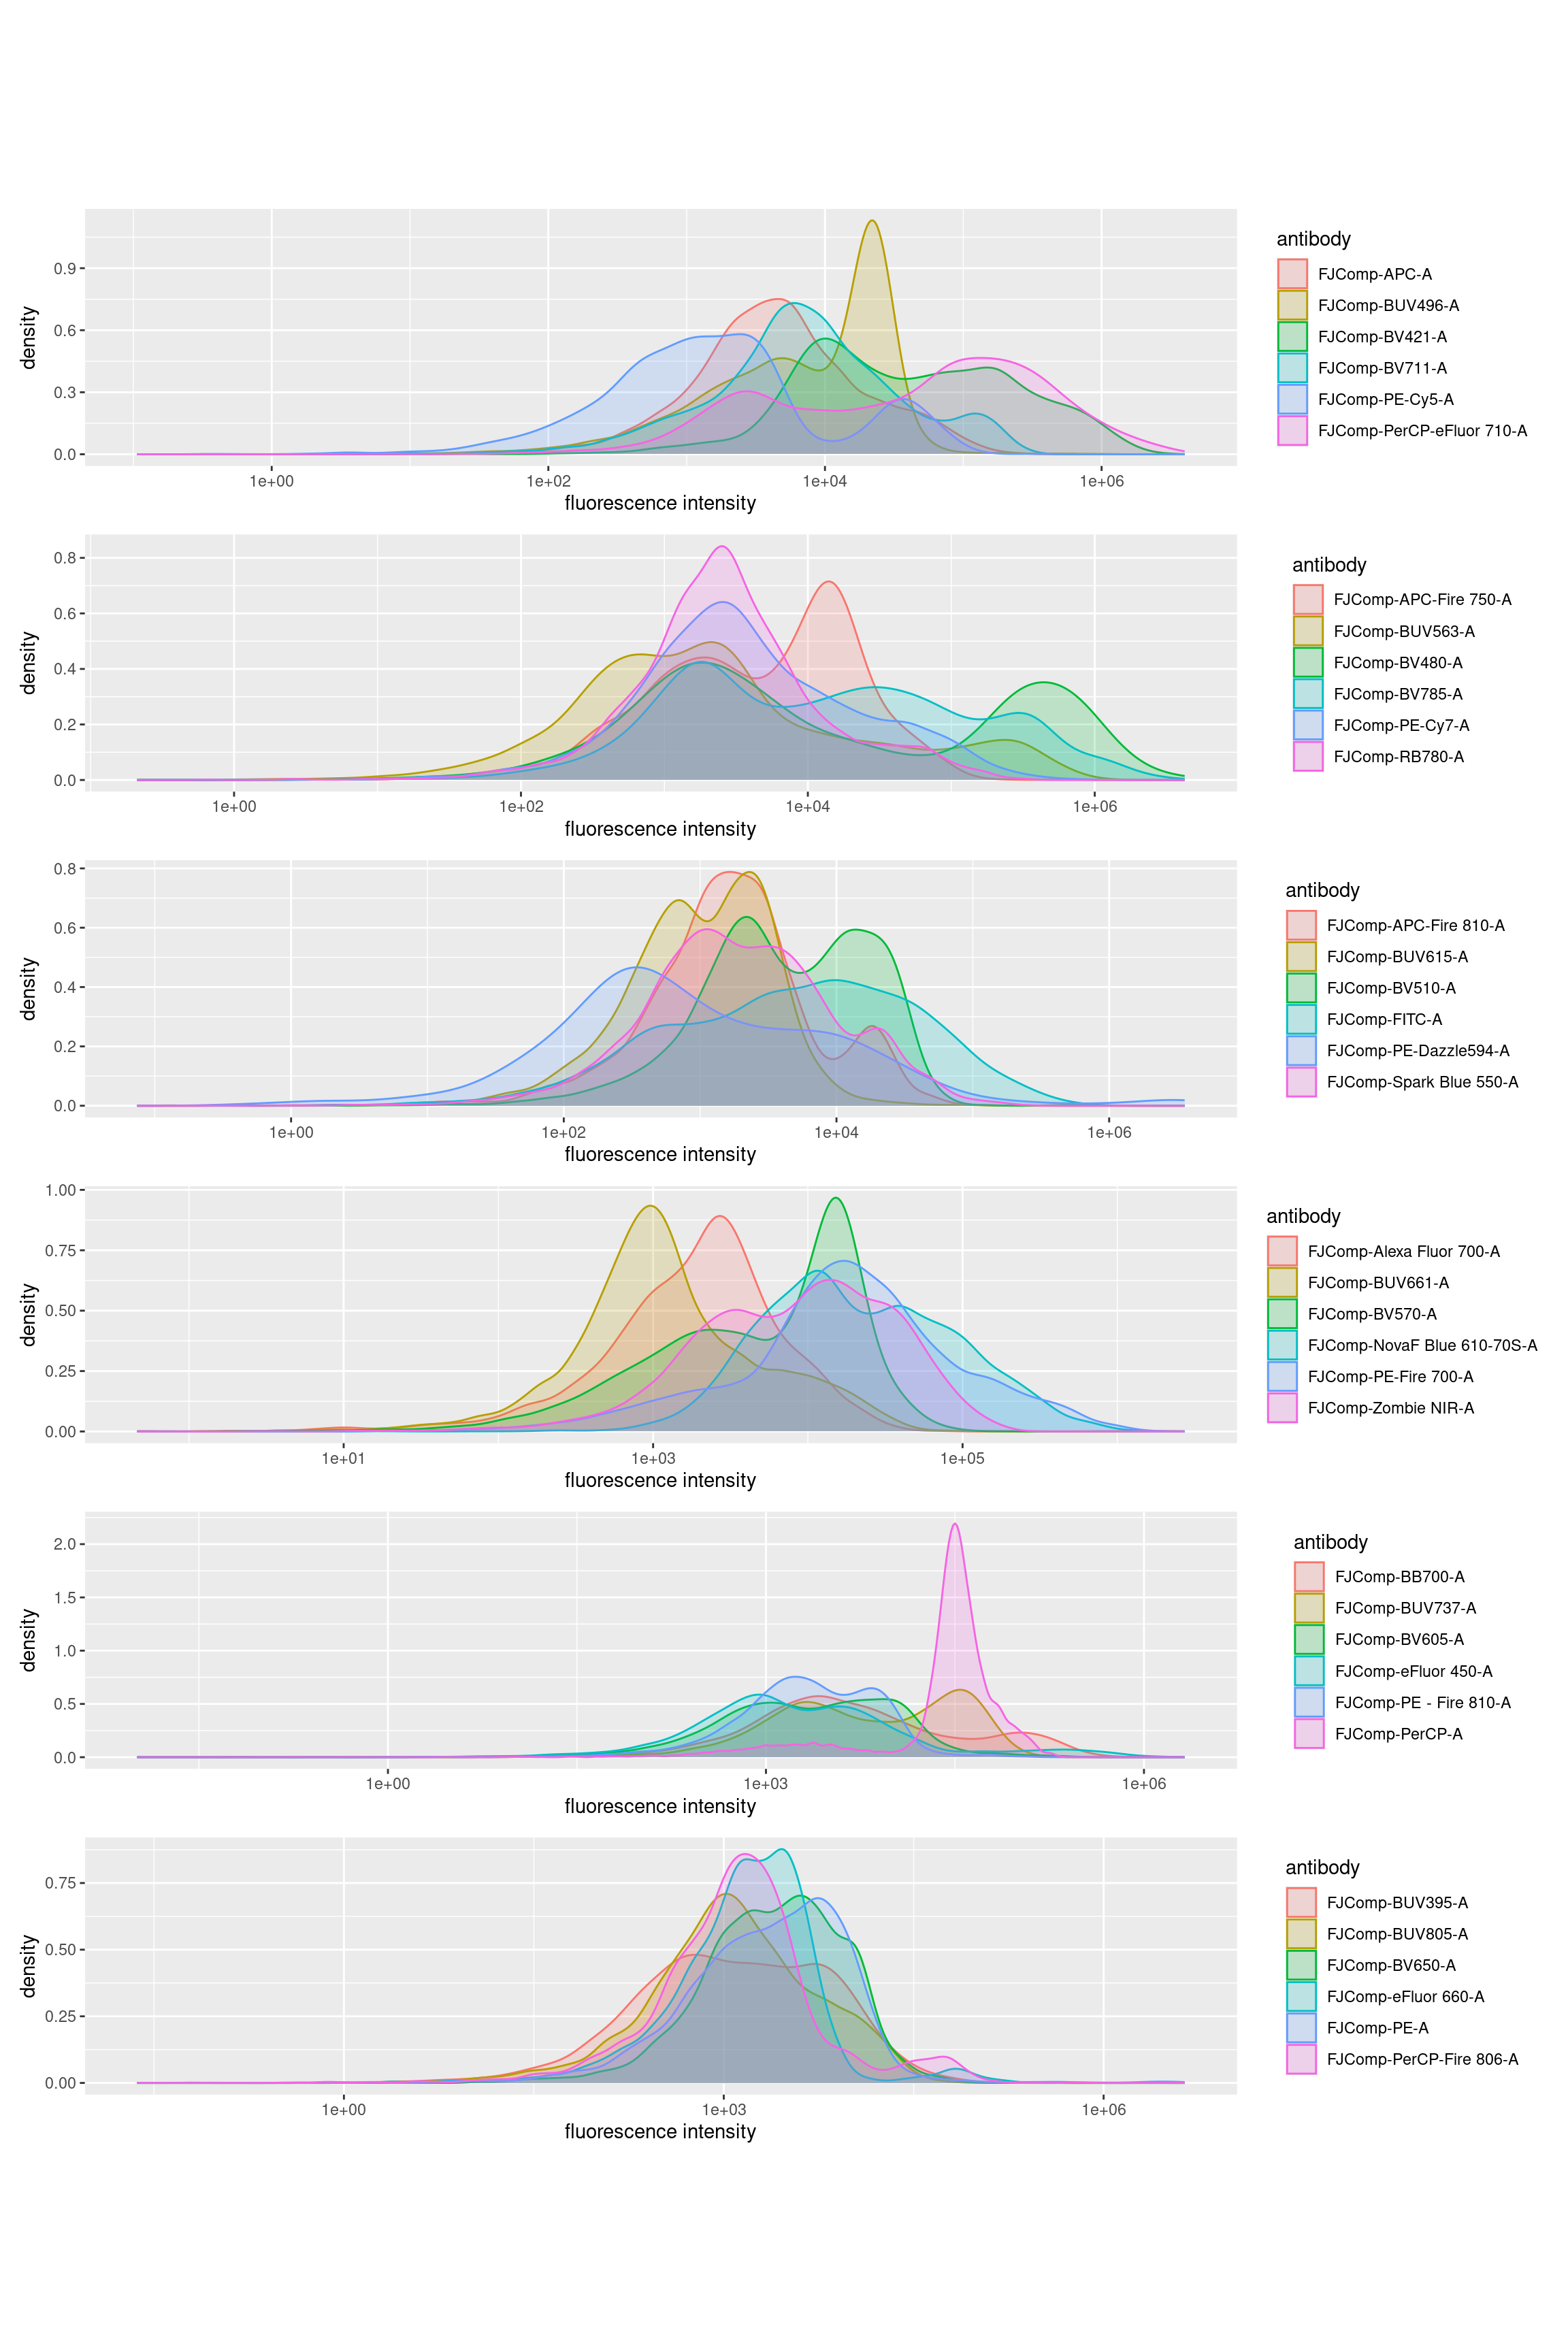 antibody
0.9
FJComp-APC-A
FJComp-BUV496-A
0.6
FJComp-BV421-A
density
FJComp-BV711-A
0.3
FJComp-PE-Cy5-A
FJComp-PerCP-eFluor 710-A
0.0
1e+00 1e+02 1e+04 1e+06
fluorescence intensity
antibody
0.8
FJComp-APC-Fire 750-A
0.6
FJComp-BUV563-A
density
FJComp-BV480-A
0.4
FJComp-BV785-A
0.2
FJComp-PE-Cy7-A
FJComp-RB780-A
0.0
1e+00 1e+02 1e+04 1e+06
fluorescence intensity
0.8
antibody
FJComp-APC-Fire 810-A
0.6
FJComp-BUV615-A
density
FJComp-BV510-A
0.4
FJComp-FITC-A
0.2
FJComp-PE-Dazzle594-A
FJComp-Spark Blue 550-A
0.0
1e+00 1e+02 1e+04 1e+06
fluorescence intensity
1.00
antibody
0.75
FJComp-Alexa Fluor 700-A
FJComp-BUV661-A
0.50
FJComp-BV570-A
density
FJComp-NovaF Blue 610-70S-A
0.25
FJComp-PE-Fire 700-A
FJComp-Zombie NIR-A
0.00
1e+01 1e+03 1e+05
fluorescence intensity
antibody
2.0
FJComp-BB700-A
1.5
FJComp-BUV737-A
density
FJComp-BV605-A
1.0
FJComp-eFluor 450-A
0.5
FJComp-PE - Fire 810-A
FJComp-PerCP-A
0.0
1e+00 1e+03 1e+06
fluorescence intensity
antibody
0.75
FJComp-BUV395-A
FJComp-BUV805-A
0.50
density
FJComp-BV650-A
FJComp-eFluor 660-A
0.25
FJComp-PE-A
FJComp-PerCP-Fire 806-A
0.00
1e+00 1e+03 1e+06
fluorescence intensity